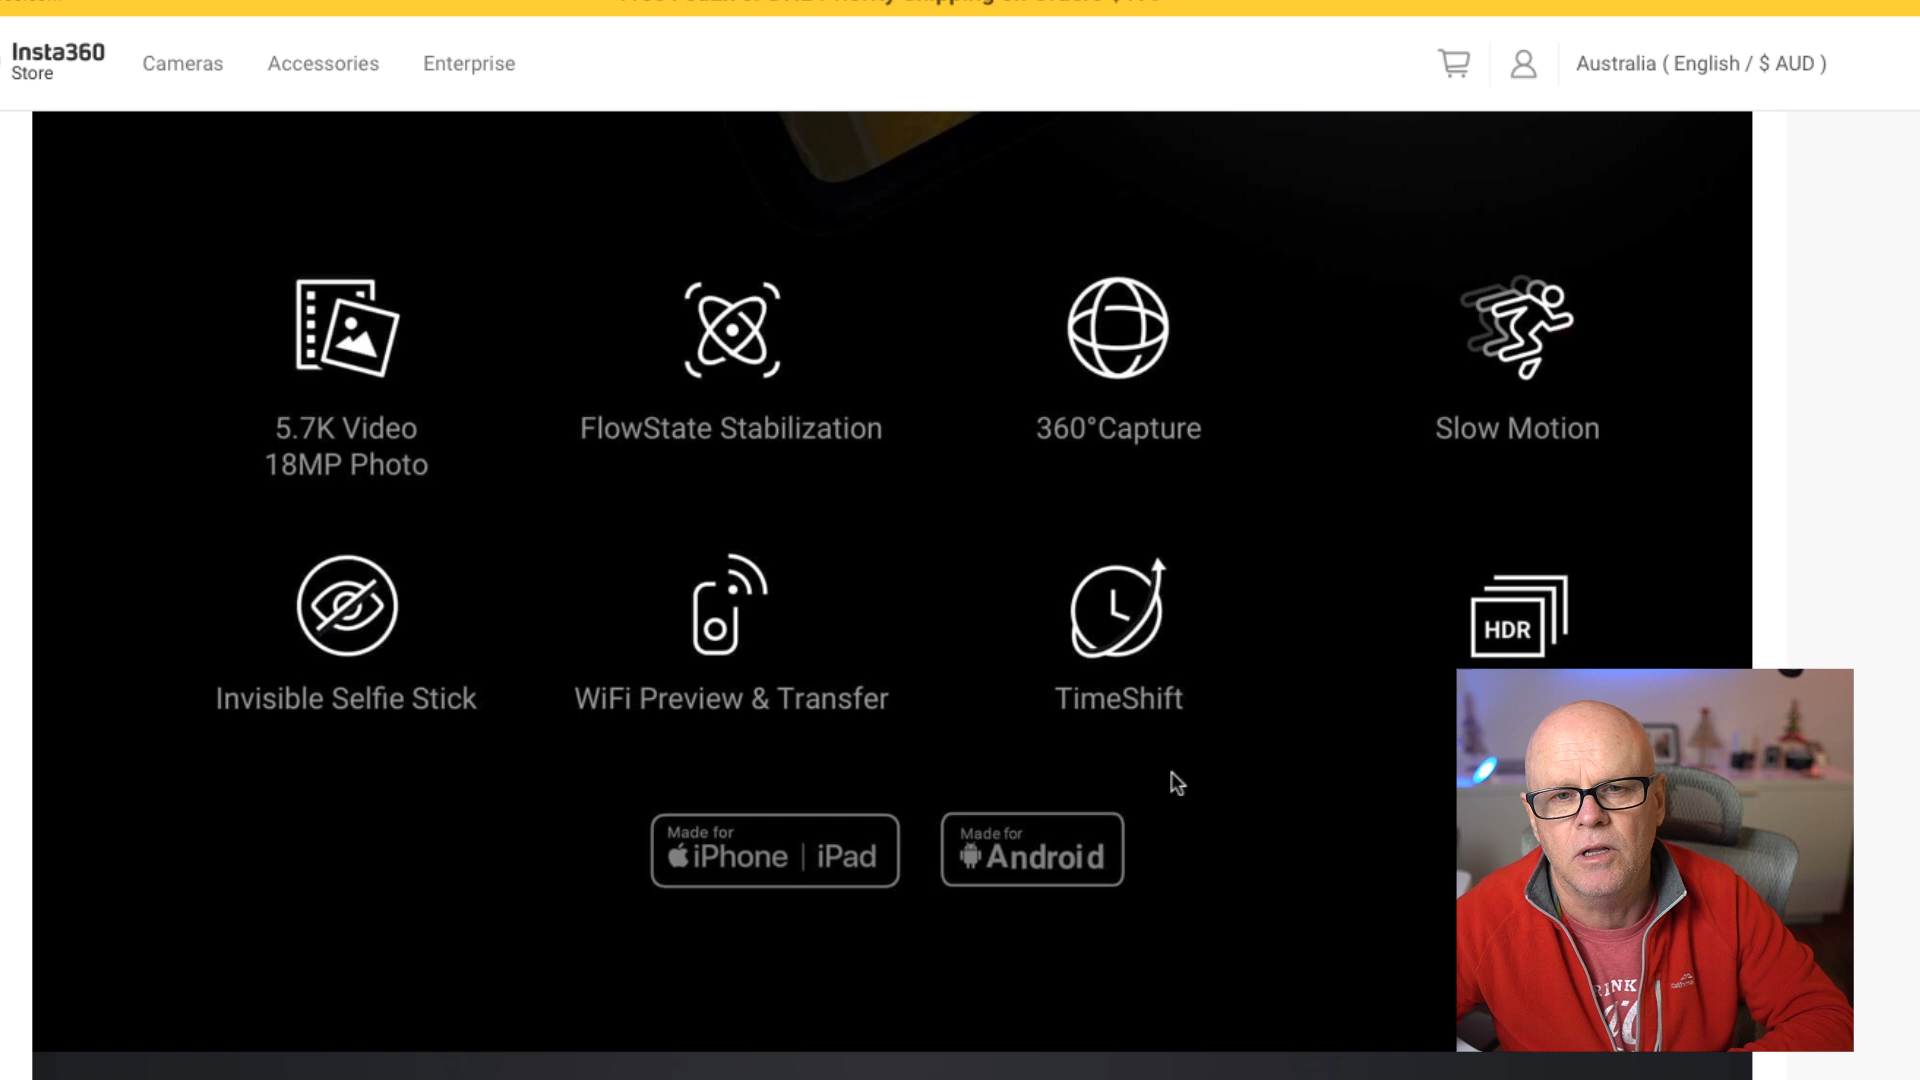 Insta360
Store
Cameras
Accessories
Enterprise
Australia ( English / $ AUD )
5.7K Video
18MP Photo
FlowState Stabilization
360°Capture
Slow Motion
HDR
Invisible Selfie Stick
WiFi Preview & Transfer
TimeShift
Made for
iPhone | iPad
Made for
Android